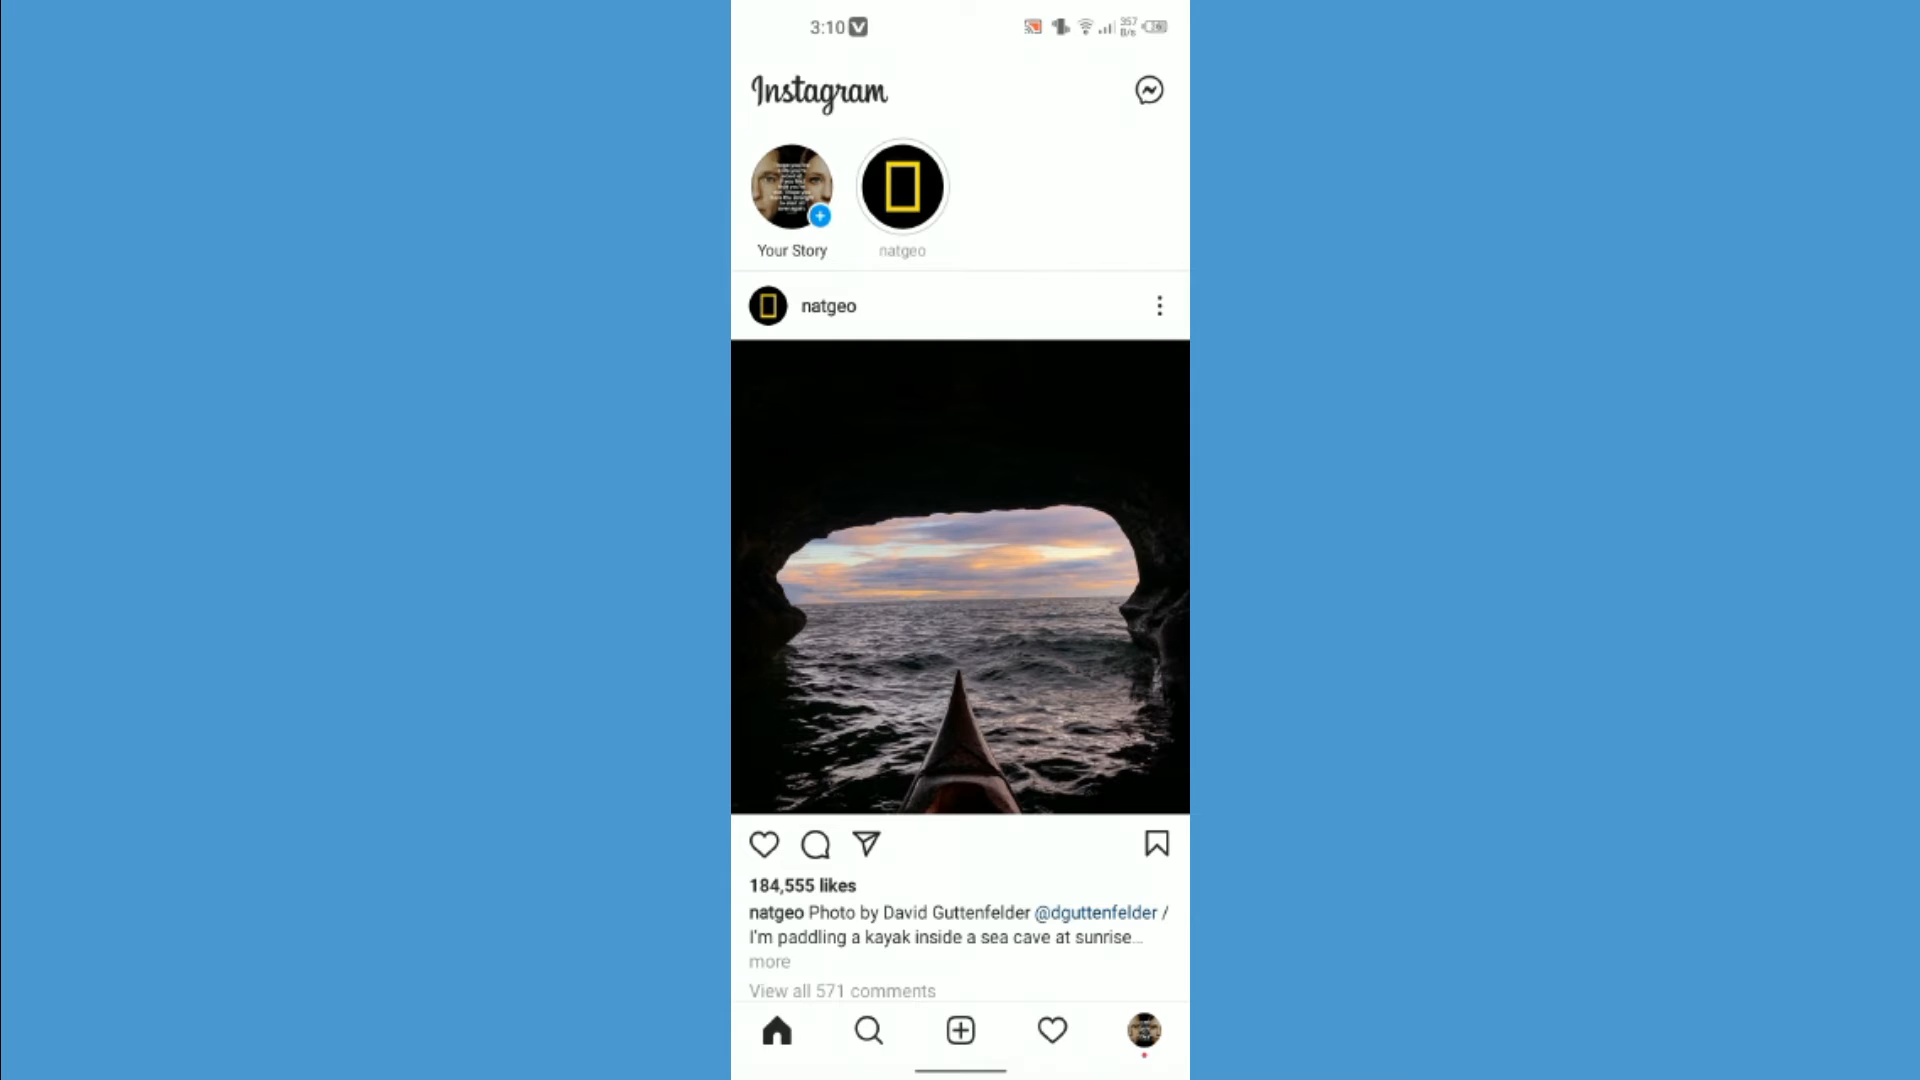 3:10
357
B/s
Instagram
Your Story
natgeo
natgeo
184,555 likes
natgeo Photo by David Guttenfelder @dguttenfelder /
I'm paddling a kayak inside a sea cave at sunrise...
more
View all 571 comments